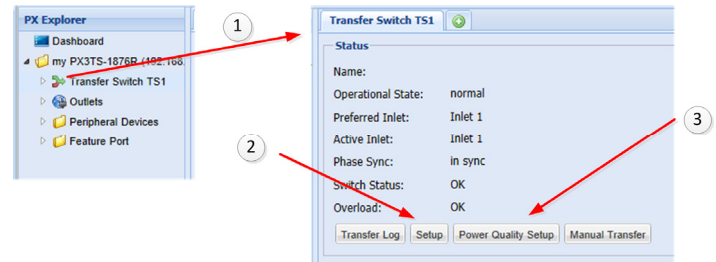 PX Explorer
Dashboard
my PX3TS-1876R (192.168.
Transfer Switch TS1
Outlets
Peripheral Devices
Feature Port
1
2
3
Transfer Switch TS1
Status
Name:
Operational State: normal
Preferred Inlet: Inlet 1
Active Inlet: Inlet 1
Phase Sync: in sync
Switch Status: OK
Overload: OK
Transfer Log Setup Power Quality Setup Manual Transfer